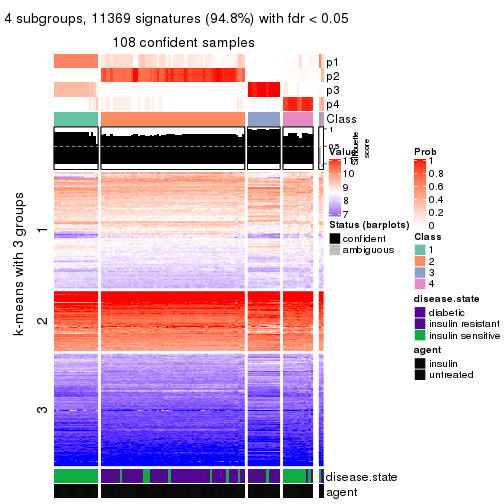 4 subgroups, 11369 signatures (94.8%) with fdr < 0.05
108 confident samples
p1
p2
p3
p4
Class
1
0.5
Silhouette
score
k-means with 3 groups
1
2
3
disease.state
agent
Value
11
10
9
8
7
Status (barplots)
confident
ambiguous
Prob
1
0.8
0.6
0.4
0.2
0
Class
1
2
3
4
disease.state
diabetic
insulin resistant
insulin sensitive
agent
insulin
untreated